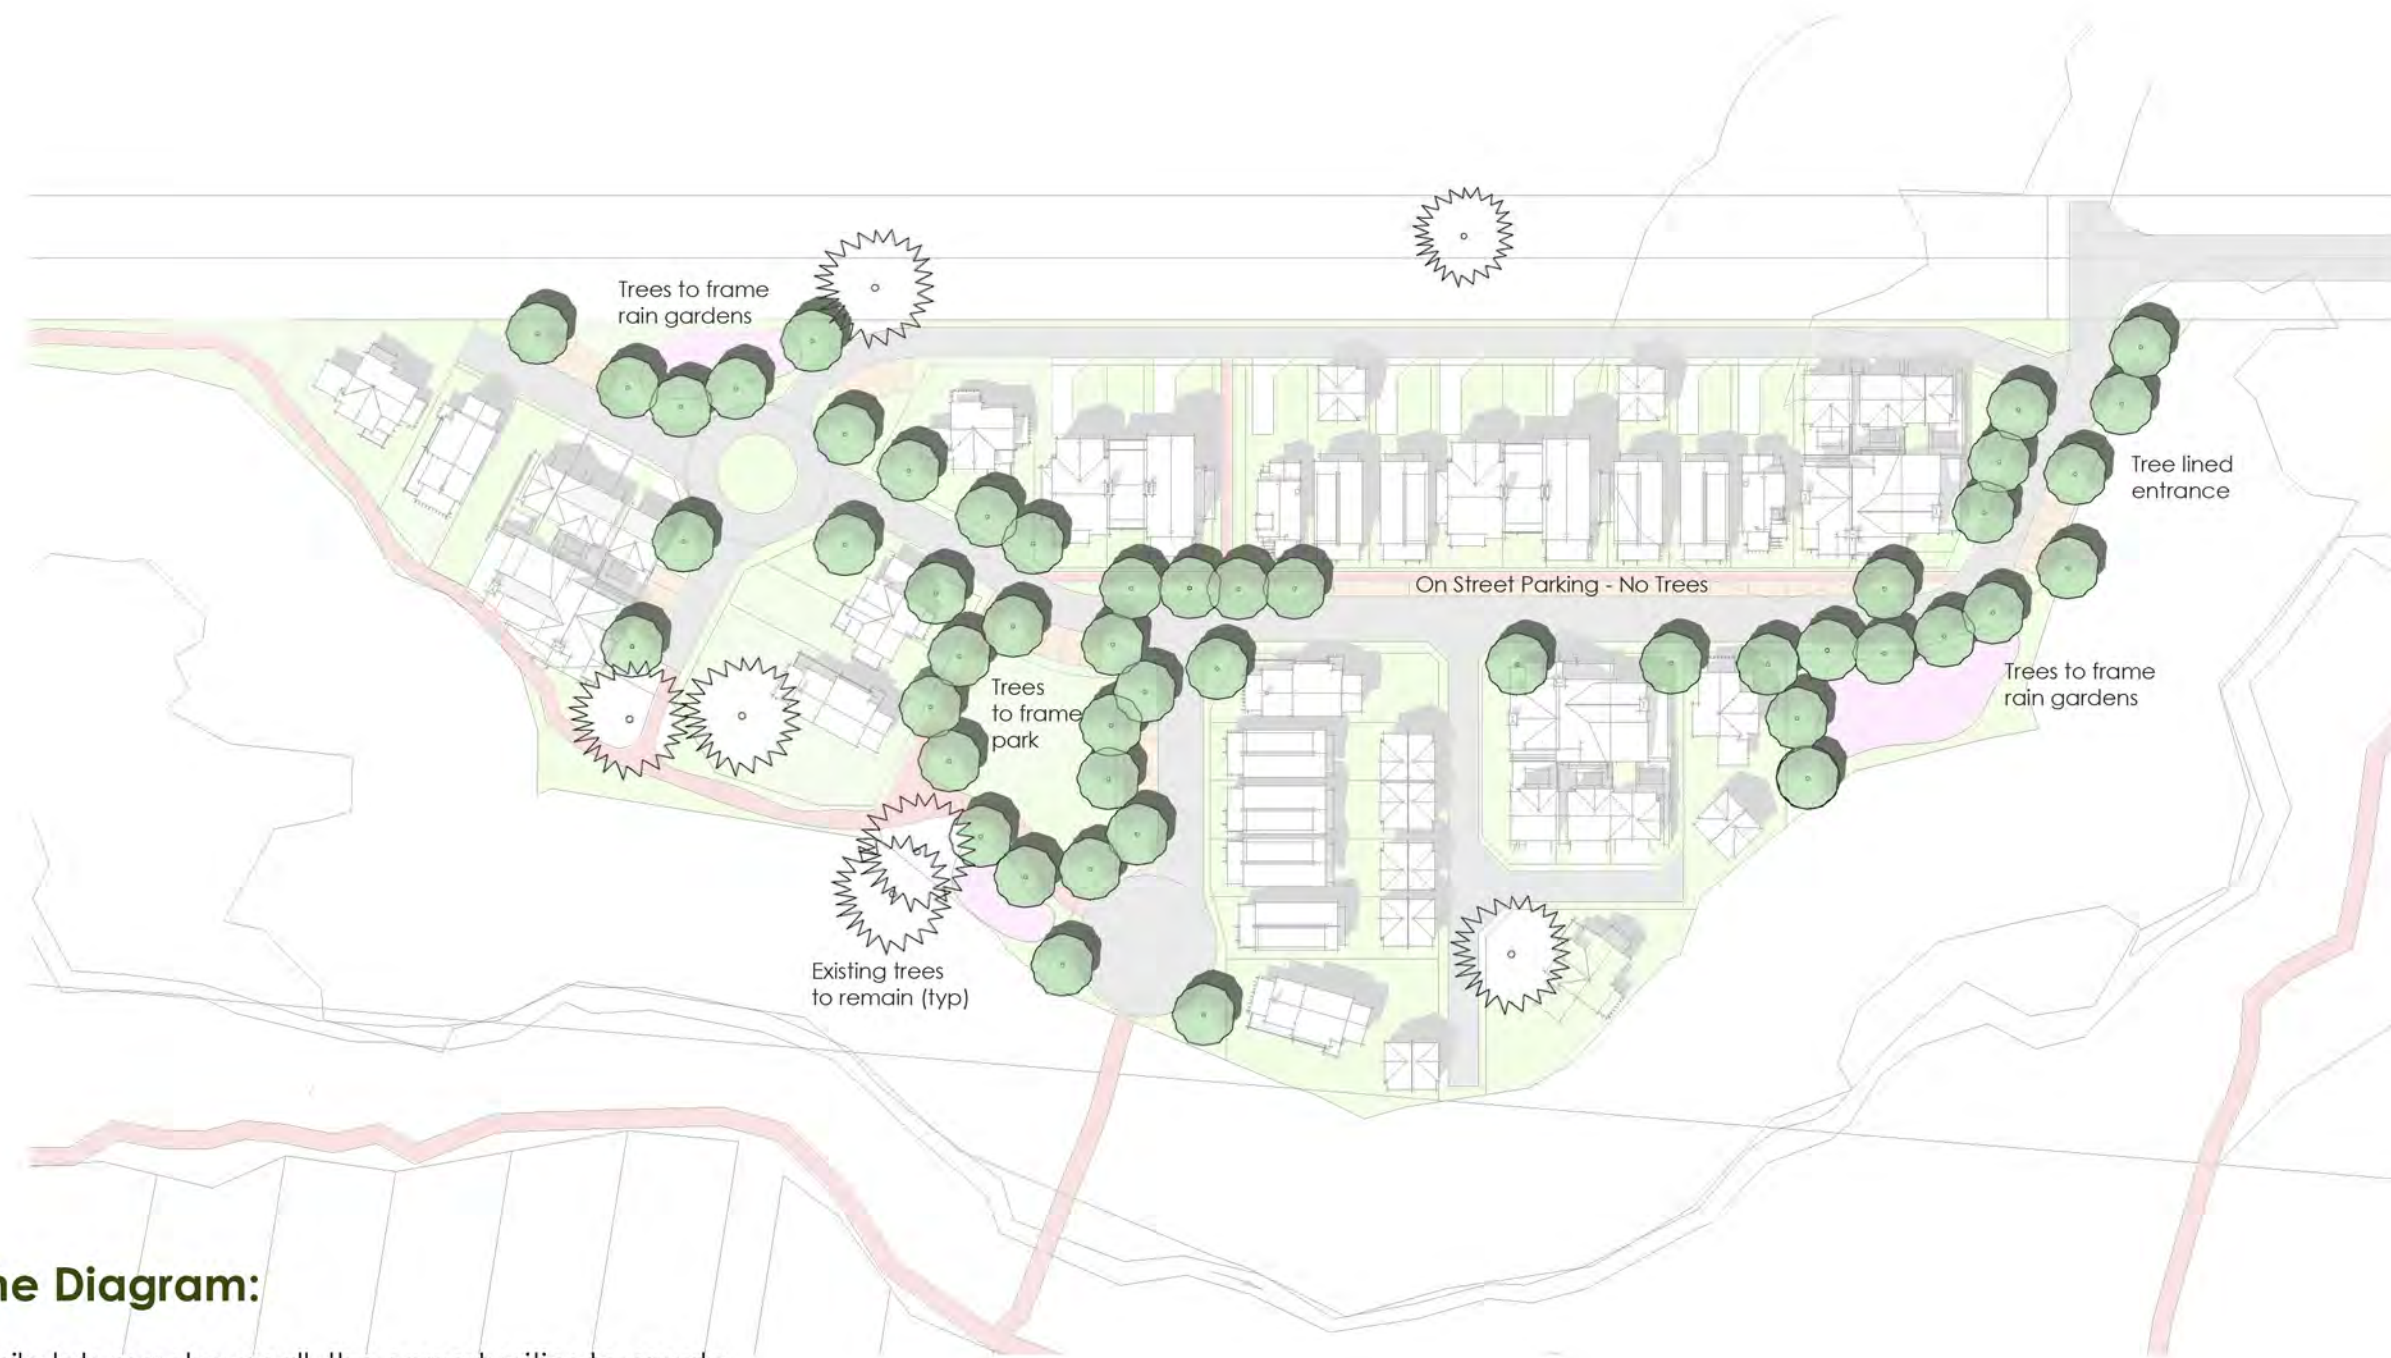 Trees to frame
rain gardens
Tree lined
entrance
On Street Parking - No Trees
Trees to frame
rain gardens
Trees
to frame
park
Existing trees
to remain (typ)
Diagram: